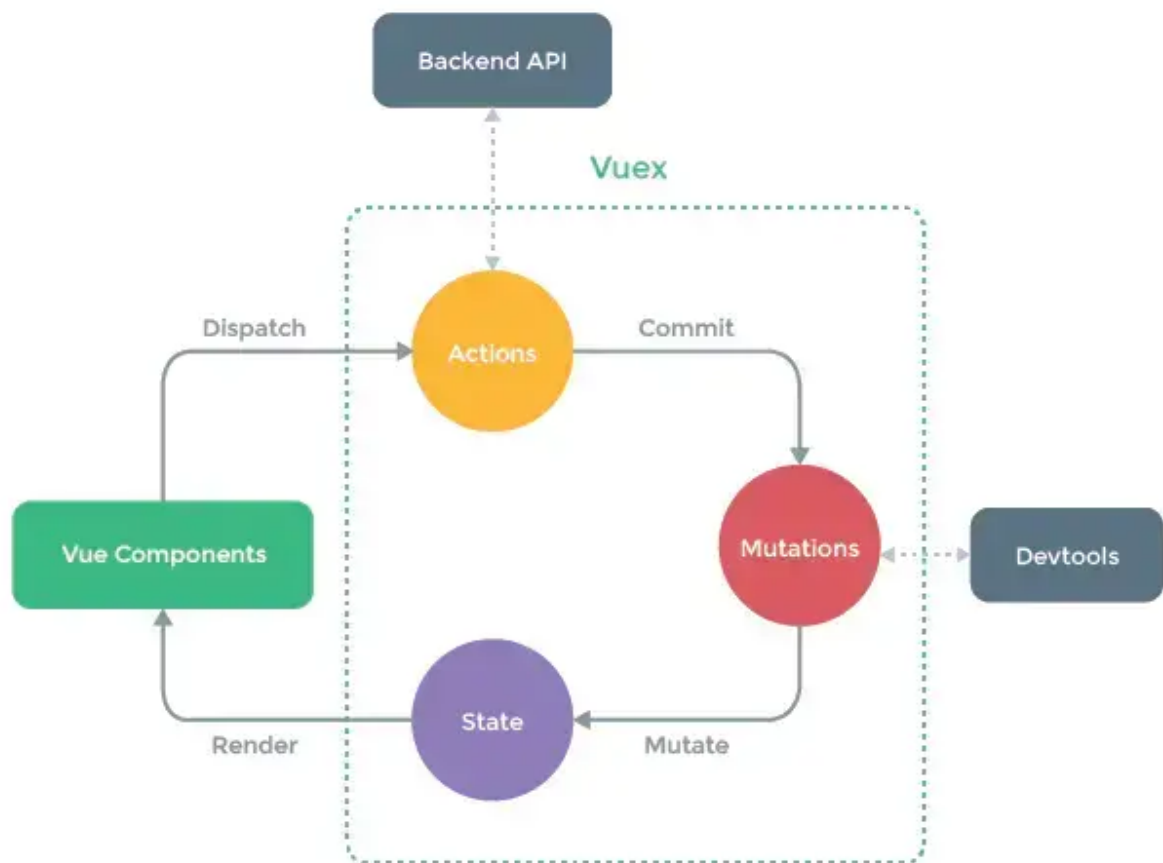 Backend API
Vuex
Dispatch
Commit
Actions
Vue Components
Mutations
Devtools
State
Render
Mutate